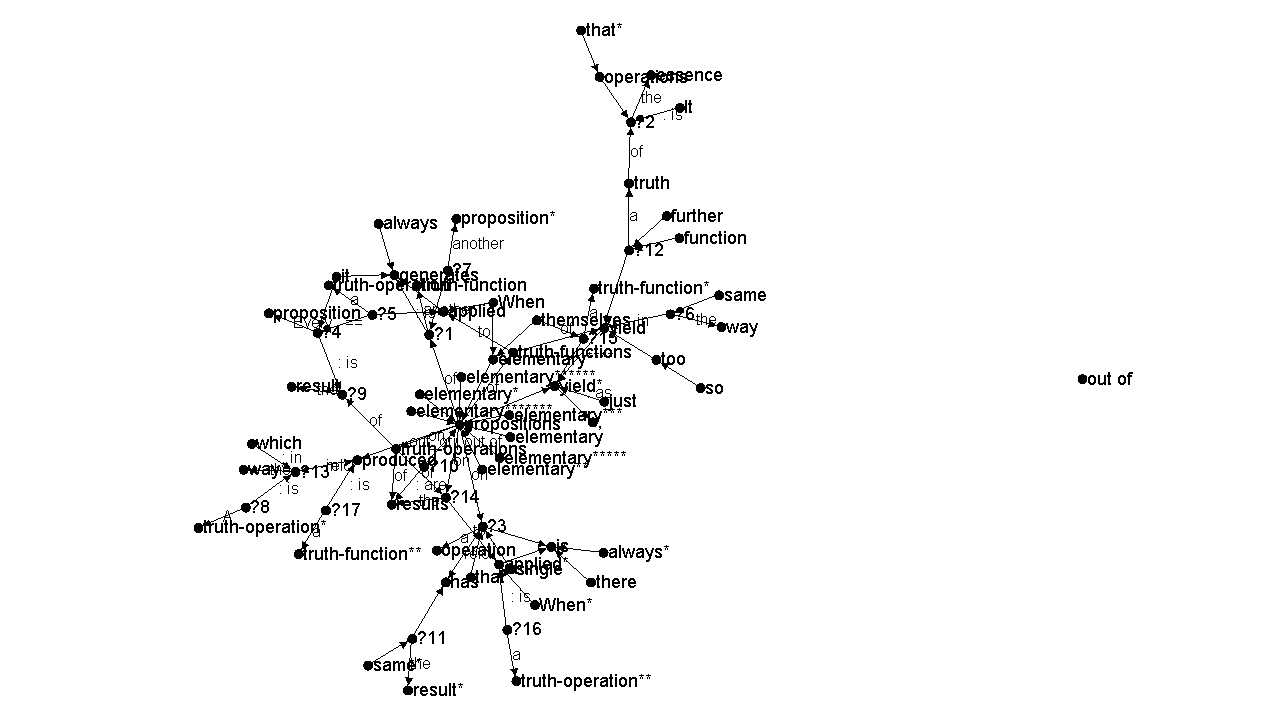 that*
operations
essence
the
It
: is
?2
of
truth
a
further
function
?12
always
proposition*
another
?7
generates
it
truth-operation
truth-function
truth-function*
same
When
a
proposition
?5
applied
?6
the
way
in
themselves
yield
?4
?1
to
?15
truth-functions
: is
elementary
too
out of
of
elementary******
result
the
?9
elementary*
yield*
so
as
just
elementary*******
elementary***
of
propositions
,
elementary
which
on
out of
truth-operations
: in
produced
?10
elementary*****
way*
?13
elementary**
on
of
: is
: is
: are
?14
?8
results
the
A
?17
truth-operation*
a
?3
a
operation
is
always*
truth-function**
applied*
single
has
that
there
: is
When*
?16
?11
a
same*
the
result*
truth-operation**